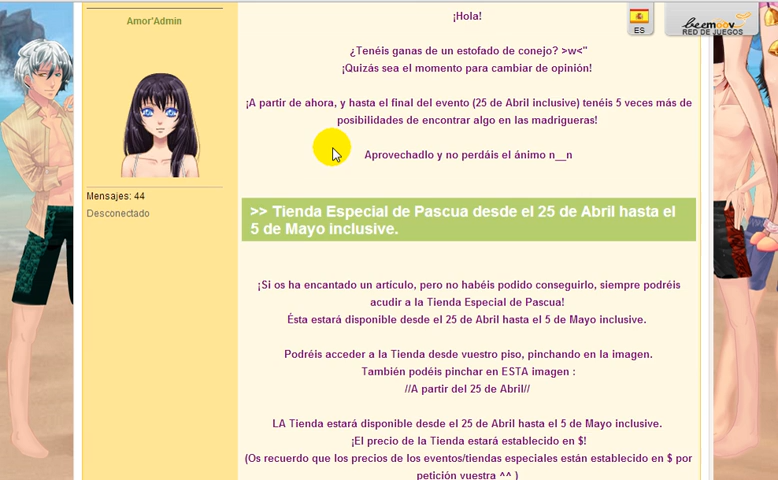 Amor'Admin
Mensajes: 44
Desconectado
¡Hola!
¿Tenéis ganas de un estofado de conejo? >w<"
¡Quizás sea el momento para cambiar de opinión!
¡A partir de ahora, y hasta el final del evento (25 de Abril inclusive) tenéis 5 veces más de
posibilidades de encontrar algo en las madrigueras!
Aprovechadlo y no perdáis el ánimo n__n
>> Tienda Especial de Pascua desde el 25 de Abril hasta el
5 de Mayo inclusive.
¡Si os ha encantado un artículo, pero no habéis podido conseguirlo, siempre podréis
acudir a la Tienda Especial de Pascua!
Ésta estará disponible desde el 25 de Abril hasta el 5 de Mayo inclusive.
Podréis acceder a la Tienda desde vuestro piso, pinchando en la imagen.
También podéis pinchar en ESTA imagen :
//A partir del 25 de Abril//
LA Tienda estará disponible desde el 25 de Abril hasta el 5 de Mayo inclusive.
¡El precio de la Tienda estará establecido en $!
(Os recuerdo que los precios de los eventos/tiendas especiales están establecido en $ por
petición vuestra ^^ )
ES
beemoov
RED DE JUEGOS